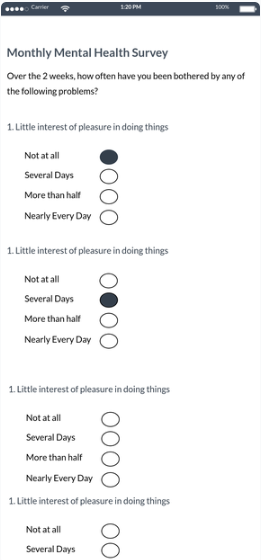 Carrier 1:20 PM 100%
Monthly Mental Health Survey
Over the 2 weeks, how often have you been bothered by any of
the following problems?
1. Little interest of pleasure in doing things
Not at all
Several Days
More than half
Nearly Every Day
1. Little interest of pleasure in doing things
Not at all
Several Days
More than half
Nearly Every Day
1. Little interest of pleasure in doing things
Not at all
Several Days
More than half
Nearly Every Day
1. Little interest of pleasure in doing things
Not at all
Several Days